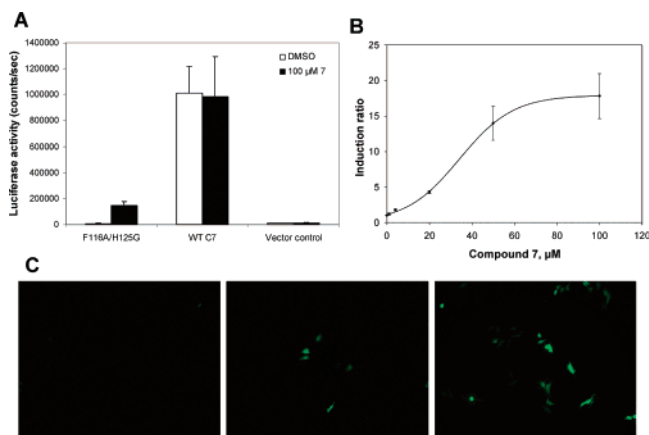 A
Luciferase activity (counts/sec)
1400000
1200000
1000000
800000
600000
400000
200000
0
DMSO
100 µM 7
F116A/H125G
WT C7
Vector control
B
Induction ratio
25
20
15
10
5
0
0
20
40
60
80
100
120
Compound 7, µM
C